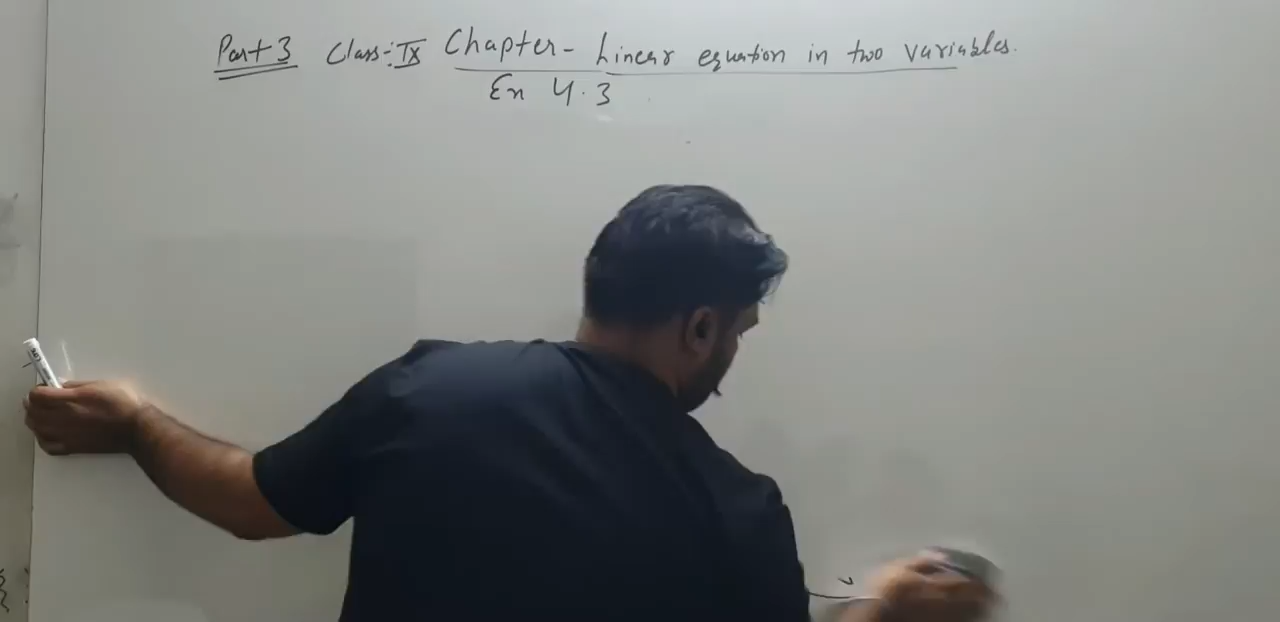 Part 3 Class:- IX Chapter- Linear equation in two variables.
Ex 4.3